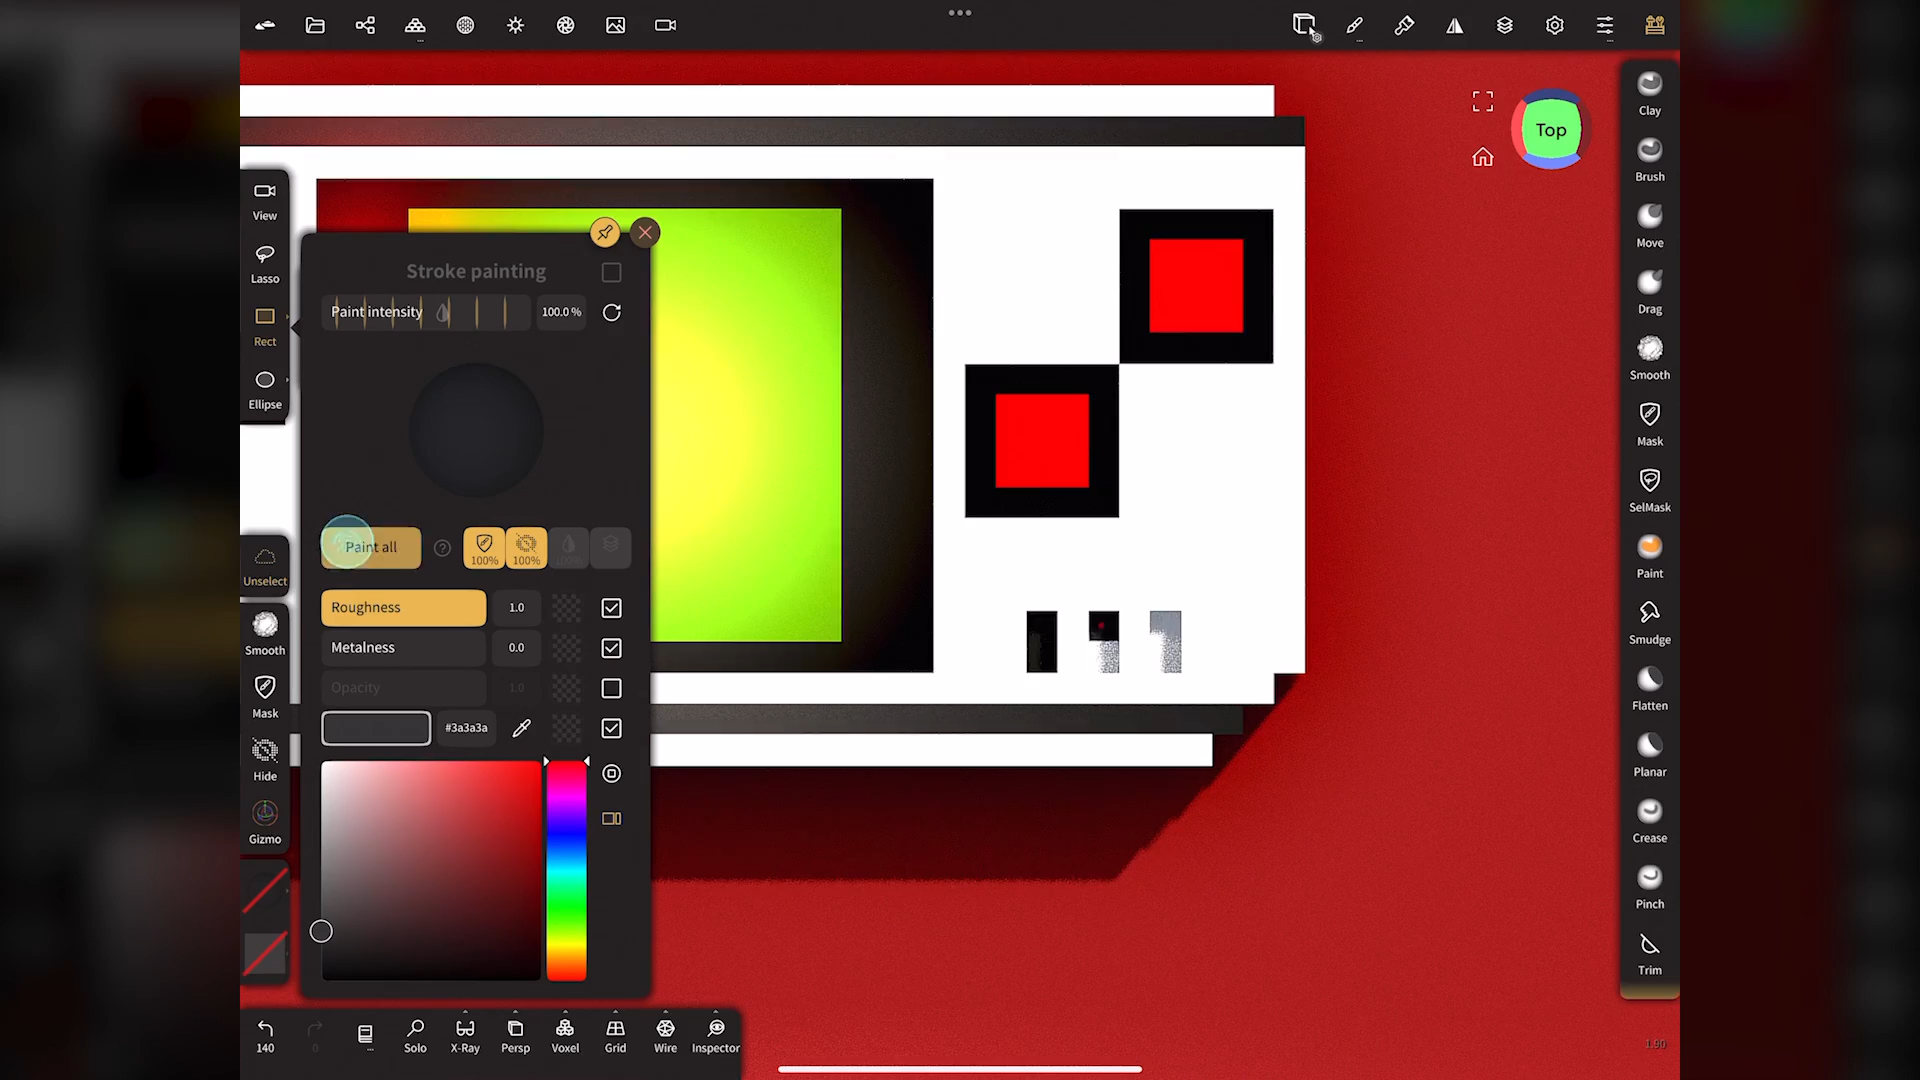 Top
View
Lasso
Rect
Ellipse
Unselect
Smooth
Mask
Hide
Gizmo
Stroke painting
Paint intensity
100.0 %
Paint all
?
100%
100%
Roughness
1.0
Metalness
0.0
Opacity
1.0
#3a3a3a
Clay
Brush
Move
Drag
Smooth
Mask
SelMask
Paint
Smudge
Flatten
Planar
Crease
Pinch
Trim
140
0
Solo
X-Ray
Persp
Voxel
Grid
Wire
Inspector
1.90